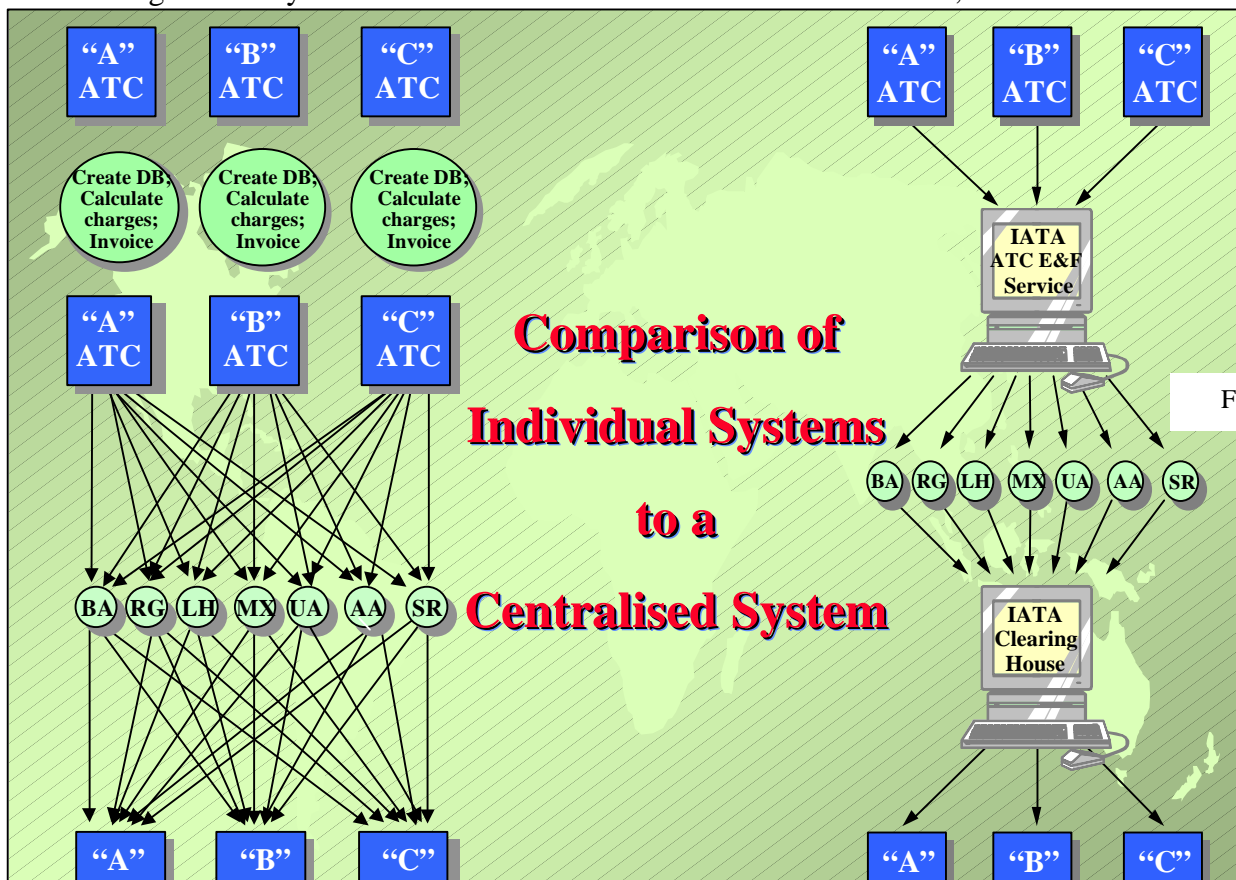 “A”
ATC
“B”
ATC
“C”
ATC
Create DB;
Calculate
charges;
Invoice
Create DB;
Calculate
charges;
Invoice
Create DB;
Calculate
charges;
Invoice
“A”
ATC
“B”
ATC
“C”
ATC
BA RG LH MX UA AA SR
“A”
“B”
“C”
Comparison of
Individual Systems
to a
Centralised System
“A”
ATC
“B”
ATC
“C”
ATC
IATA
ATC E&F
Service
F
BA RG LH MX UA AA SR
IATA
Clearing
House
“A”
“B”
“C”